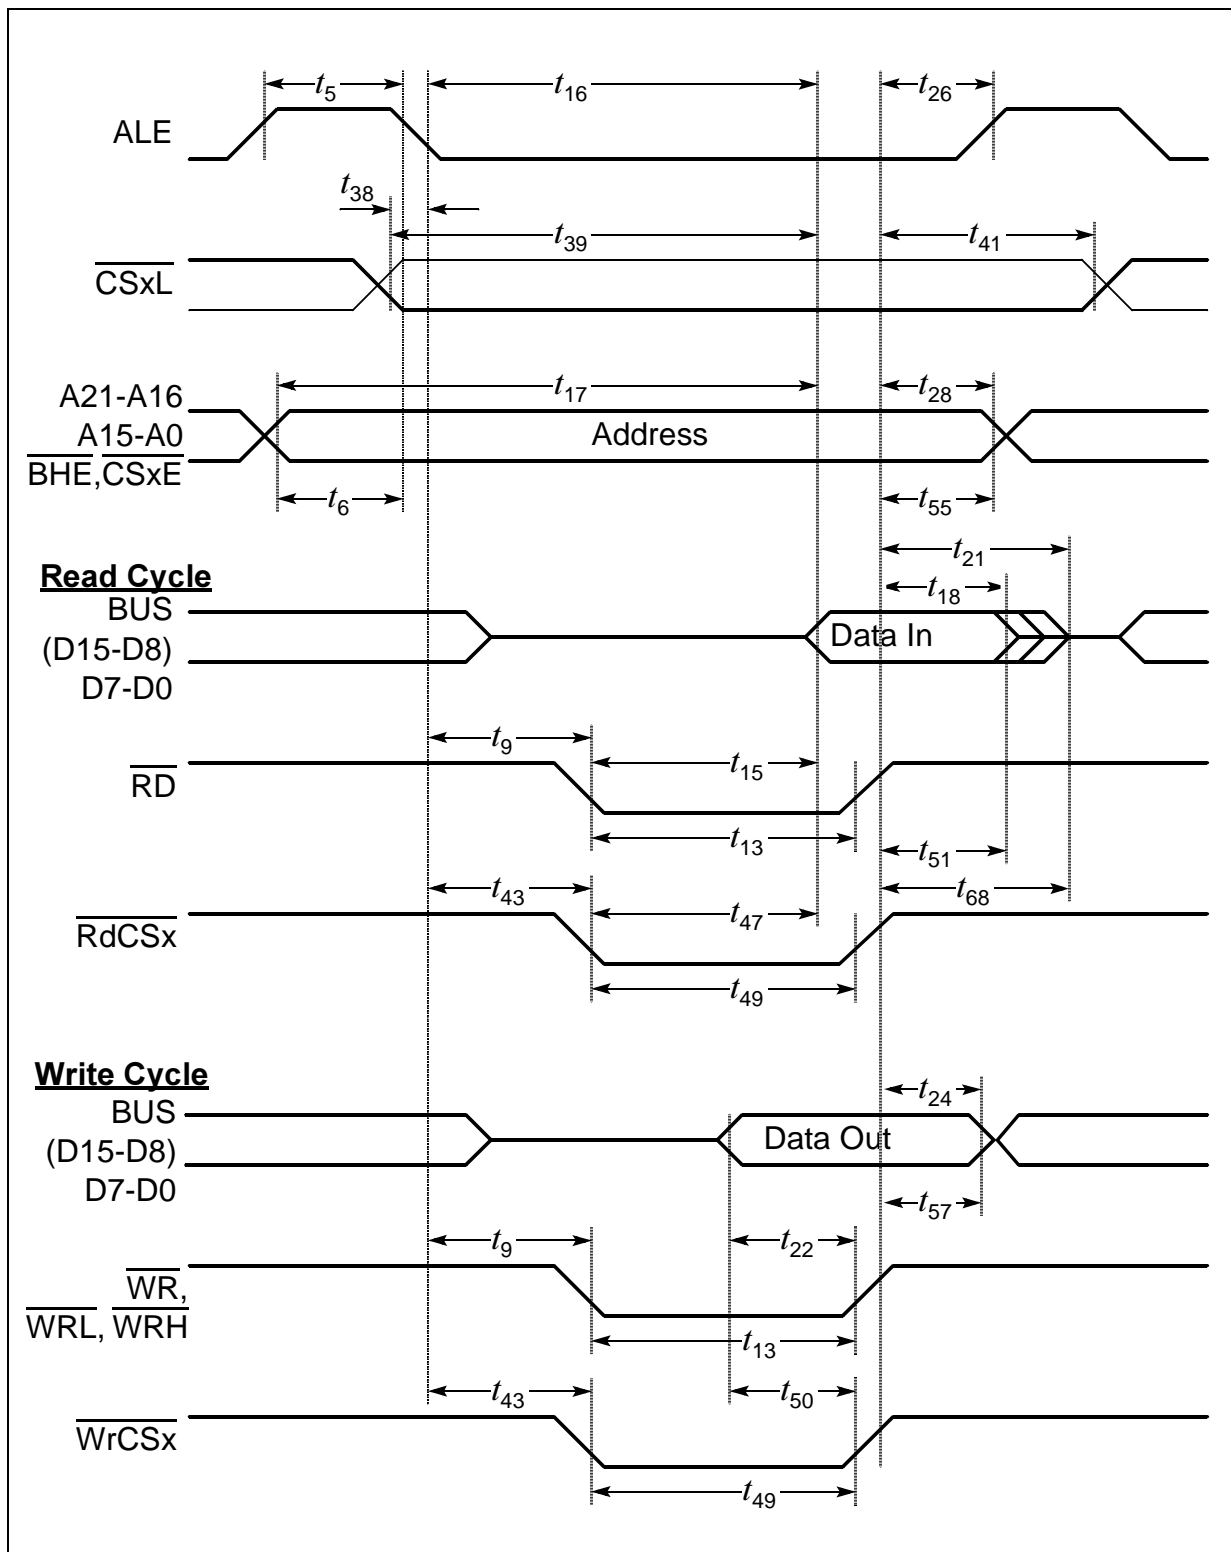 t5
t16
t26
ALE
t38
t39
t41
CSxL
t17
t28
A21-A16
A15-A0
BHE,CSxE
Address
t6
t55
t21
Read Cycle
t18
BUS
(D15-D8)
D7-D0
Data In
t9
t15
RD
t13
t51
t43
t68
t47
RdCSx
t49
Write Cycle
t24
BUS
(D15-D8)
D7-D0
Data Out
t57
t9
t22
WR,
WRL, WRH
t13
t43
t50
WrCSx
t49